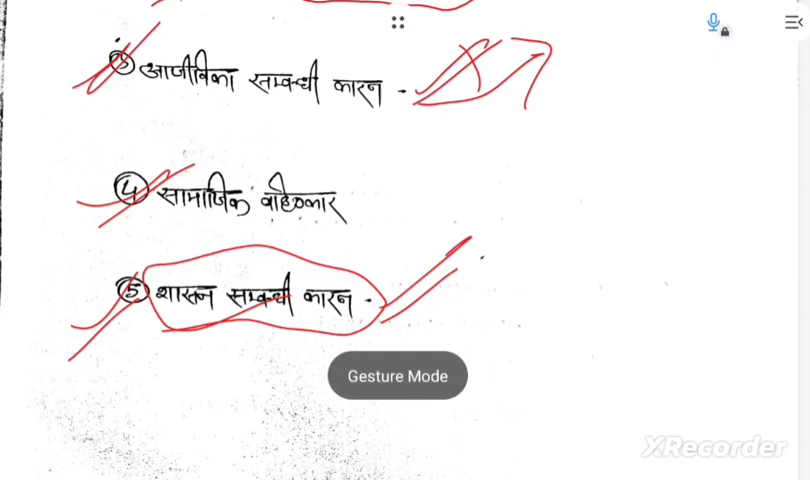 ③ आजीविका सम्बन्धी कारन -
④ सामाजिक बहिष्कार
⑤ शासन सम्बन्धी कारन -
Gesture Mode
XRecorder